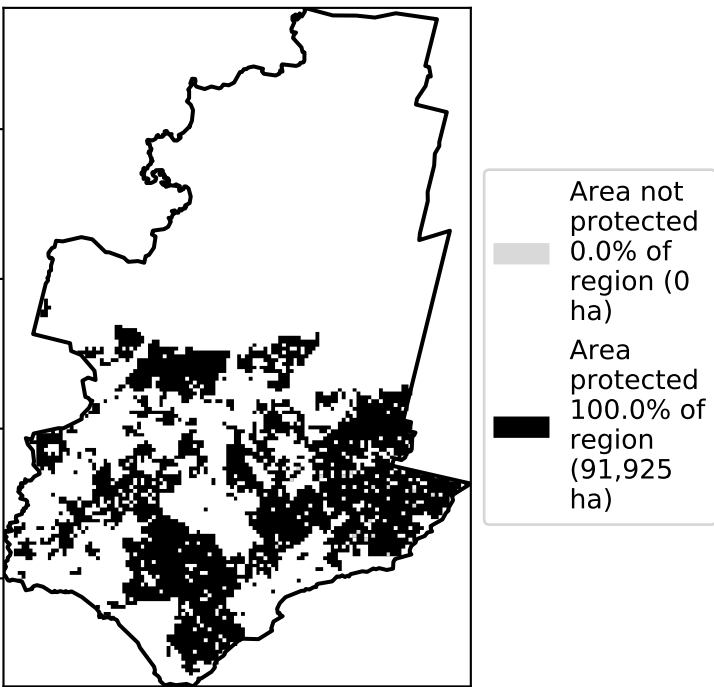 Area not
protected
0.0% of
region (0
ha)
Area
protected
100.0% of
region
(91,925
ha)